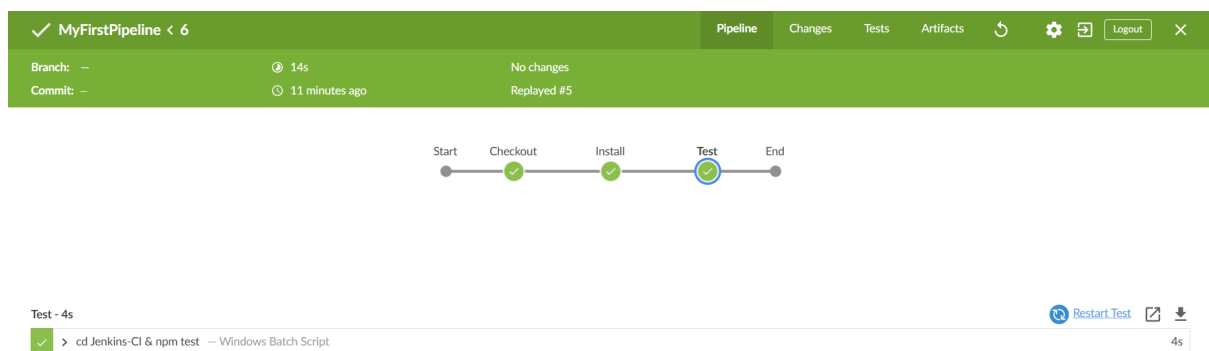 MyFirstPipeline < 6 Pipeline Changes Tests Artifacts Logout
Branch: — 14s No changes
Commit: — 11 minutes ago Replayed #5
Start Checkout Install Test End
Test - 4s Restart Test
cd Jenkins-CI & npm test — Windows Batch Script 4s